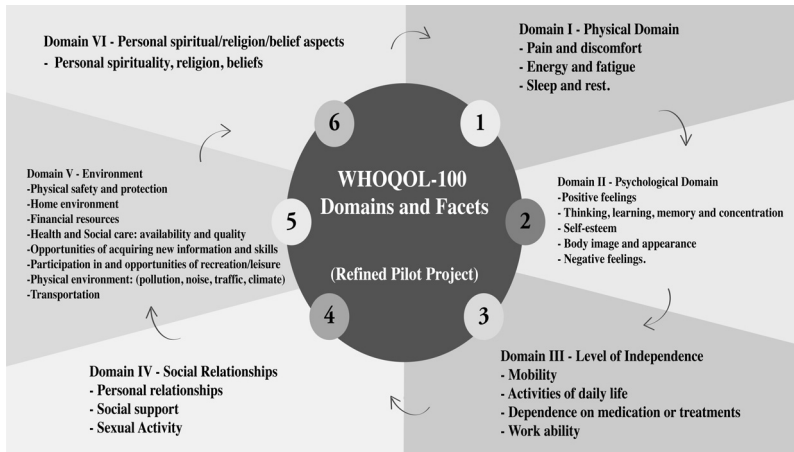 WHOQOL-100
Domains and Facets
(Refined Pilot Project)
1
Domain I - Physical Domain
- Pain and discomfort
- Energy and fatigue
- Sleep and rest.
2
Domain II - Psychological Domain
-Positive feelings
- Thinking, learning, memory and concentration
- Self-esteem
- Body image and appearance
- Negative feelings.
3
Domain III - Level of Independence
- Mobility
- Activities of daily life
- Dependence on medication or treatments
- Work ability
4
Domain IV - Social Relationships
- Personal relationships
- Social support
- Sexual Activity
5
Domain V - Environment
-Physical safety and protection
-Home environment
-Financial resources
-Health and Social care: availability and quality
-Opportunities of acquiring new information and skills
-Participation in and opportunities of recreation/leisure
-Physical environment: (pollution, noise, traffic, climate)
-Transportation
6
Domain VI - Personal spiritual/religion/belief aspects
- Personal spirituality, religion, beliefs